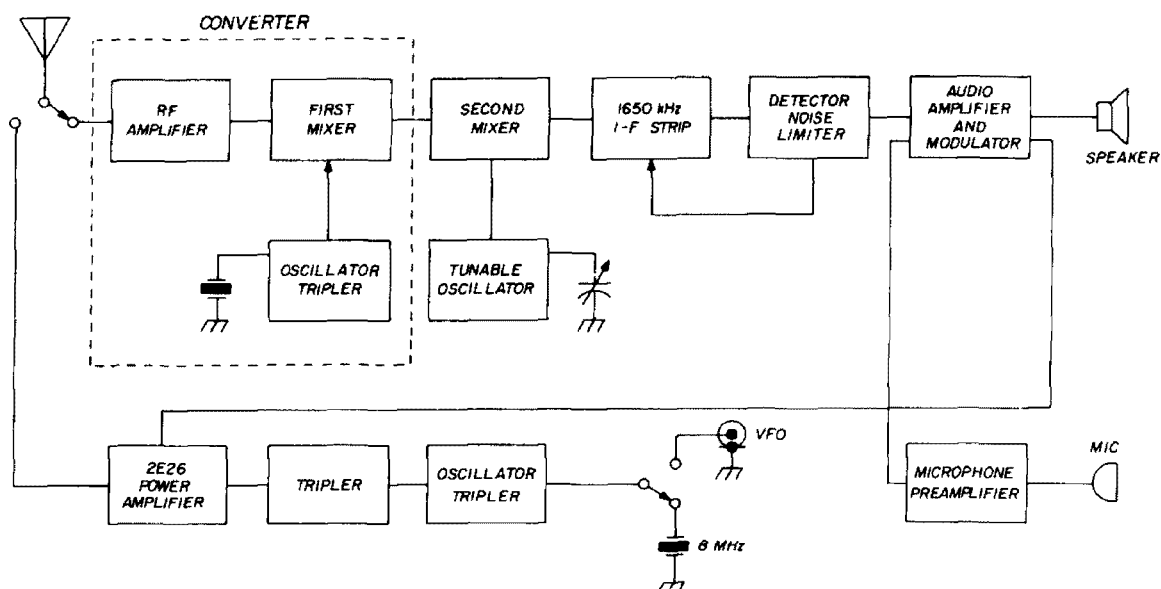 CONVERTER
RF
AMPLIFIER
FIRST
MIXER
SECOND
MIXER
1650 kHz
I-F STRIP
DETECTOR
NOISE
LIMITER
AUDIO
AMPLIFIER
AND
MODULATOR
SPEAKER
OSCILLATOR
TRIPLER
TUNABLE
OSCILLATOR
2E26
POWER
AMPLIFIER
TRIPLER
OSCILLATOR
TRIPLER
VFO
8 MHz
MICROPHONE
PREAMPLIFIER
MIC